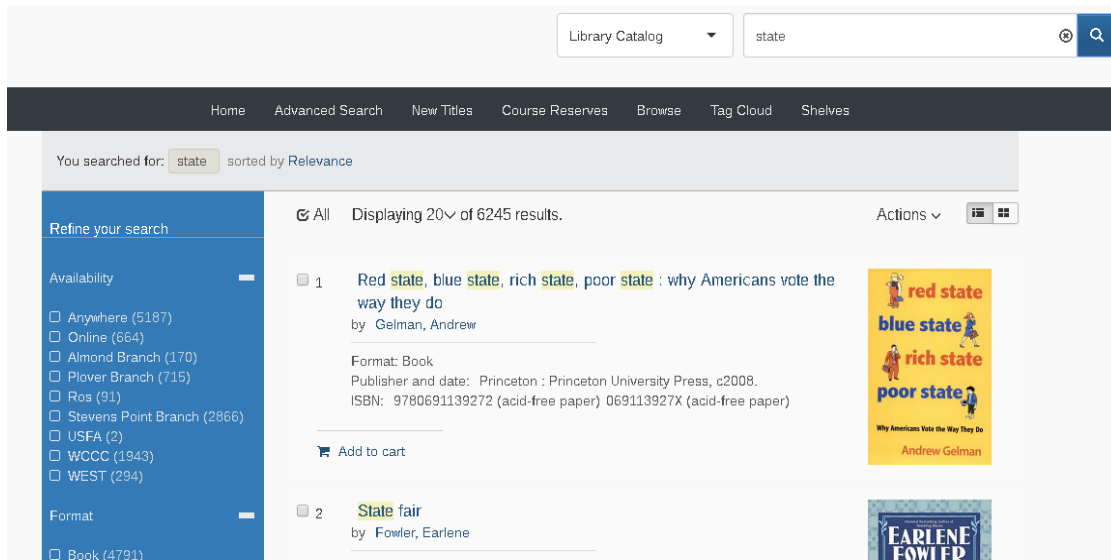 Library Catalog
state
Home Advanced Search New Titles Course Reserves Browse Tag Cloud Shelves
You searched for: state sorted by Relevance
Refine your search
Availability
Anywhere (5187)
Online (664)
Almond Branch (170)
Plover Branch (715)
Ros (91)
Stevens Point Branch (2866)
USFA (2)
WCCC (1943)
WEST (294)
Format
Book (4791)
All Displaying 20 of 6245 results. Actions
1 Red state, blue state, rich state, poor state : why Americans vote the
way they do
by Gelman, Andrew
Format: Book
Publisher and date: Princeton : Princeton University Press, c2008.
ISBN: 9780691139272 (acid-free paper) 069113927X (acid-free paper)
Add to cart
red state
blue state
rich state
poor state
Why Americans Vote the Way They Do
Andrew Gelman
2 State fair
by Fowler, Earlene
EARLENE
FOWLER